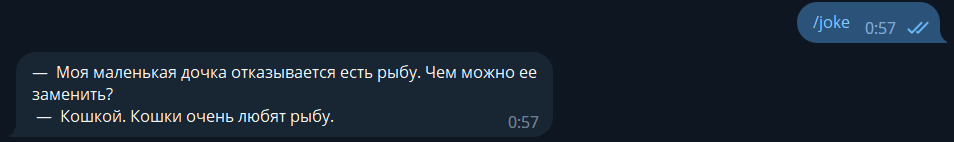 /joke 0:57
— Моя маленькая дочка отказывается есть рыбу. Чем можно ее
заменить?
— Кошкой. Кошки очень любят рыбу.
0:57